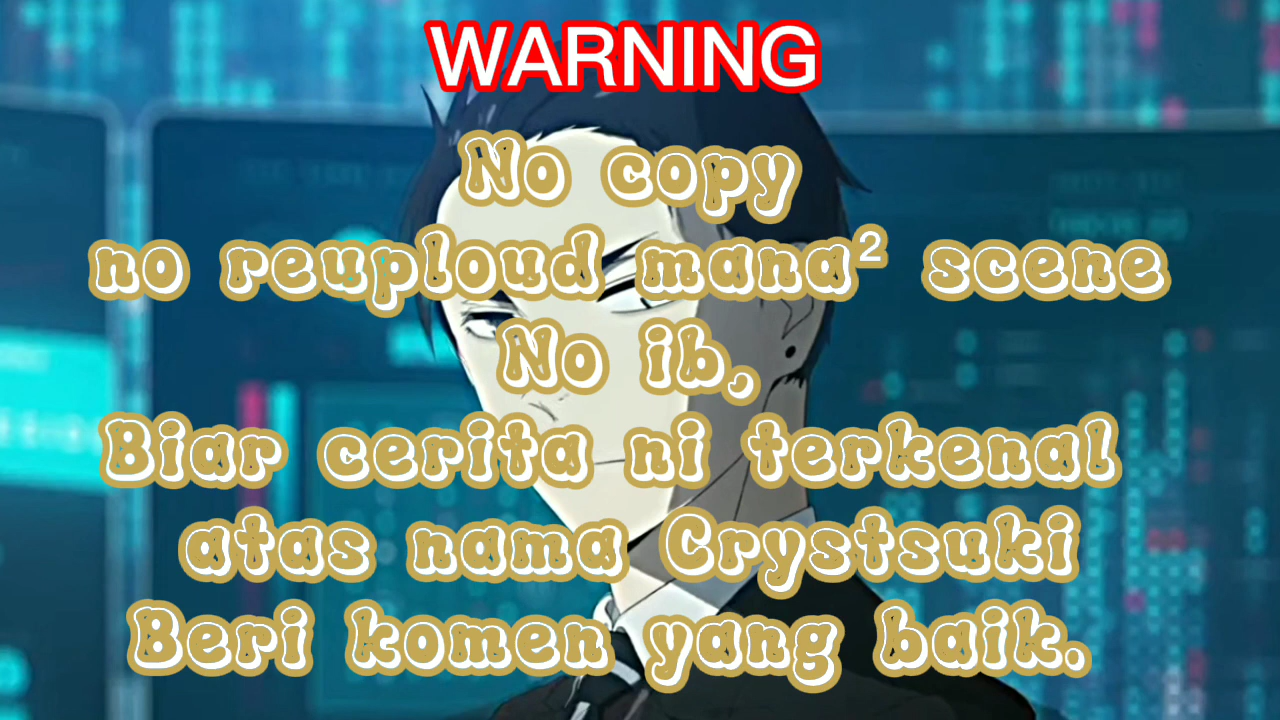 WARNING
No copy
no reuploud mana² scene
No ib,
Biar cerita ni terkenal
atas nama Crystsuki
Beri komen yang baik.